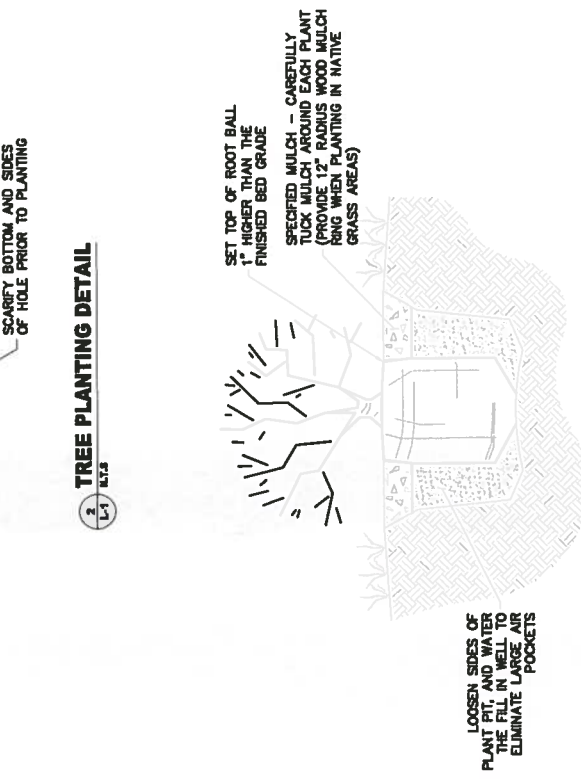 SCARIFY BOTTOM AND SIDES
OF HOLE PRIOR TO PLANTING
2
L-1
TREE PLANTING DETAIL
N.T.S
SET TOP OF ROOT BALL
1" HIGHER THAN THE
FINISHED BED GRADE
SPECIFIED MULCH - CAREFULLY
TUCK MULCH AROUND EACH PLANT
(PROVIDE 12" RADIUS WOOD MULCH
RING WHEN PLANTING IN NATIVE
GRASS AREAS)
LOOSEN SIDES OF
PLANT PIT, AND WATER
THE FILL IN WELL TO
ELIMINATE LARGE AIR
POCKETS